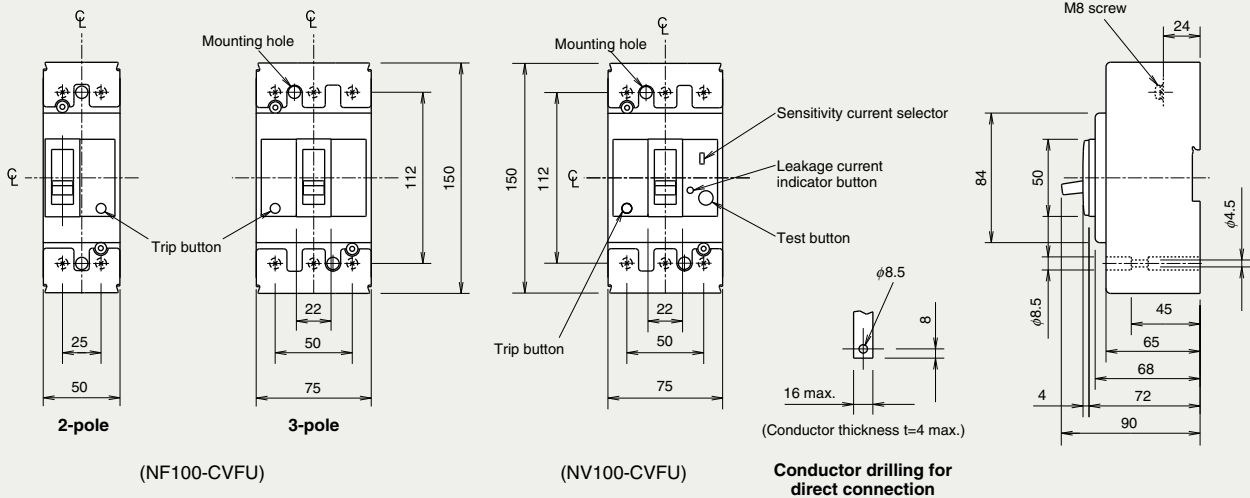 ℄
℄
℄
M8 screw
24
Mounting hole
Mounting hole
Sensitivity current selector
℄
112
150
150
112
℄
Leakage current
indicator button
84
50
φ4.5
Trip button
Test button
φ8.5
22
22
8
φ8.5
45
25
50
Trip button
50
65
50
75
75
16 max.
68
4
72
2-pole
3-pole
(Conductor thickness t=4 max.)
90
(NF100-CVFU)
(NV100-CVFU)
Conductor drilling for
direct connection